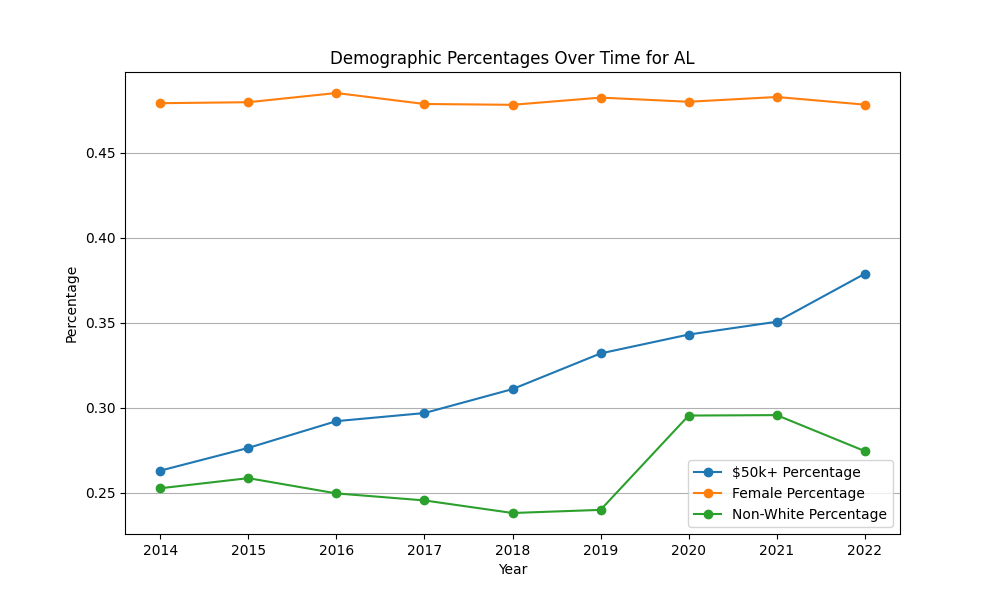 Demographic Percentages Over Time for AL
Percentage
0.45
0.40
0.35
0.30
0.25
$50k+ Percentage
Female Percentage
Non-White Percentage
2014 2015 2016 2017 2018 2019 2020 2021 2022
Year